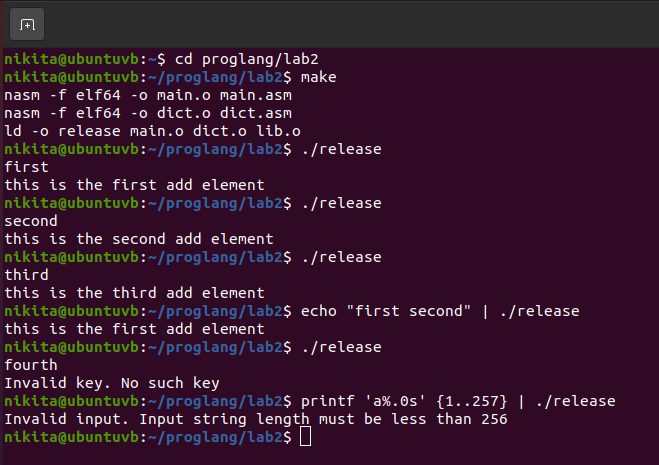 nikita@ubuntuvb:~$ cd proglang/lab2
nikita@ubuntuvb:~/proglang/lab2$ make
nasm -f elf64 -o main.o main.asm
nasm -f elf64 -o dict.o dict.asm
ld -o release main.o dict.o lib.o
nikita@ubuntuvb:~/proglang/lab2$ ./release
first
this is the first add element
nikita@ubuntuvb:~/proglang/lab2$ ./release
second
this is the second add element
nikita@ubuntuvb:~/proglang/lab2$ ./release
third
this is the third add element
nikita@ubuntuvb:~/proglang/lab2$ echo "first second" | ./release
this is the first add element
nikita@ubuntuvb:~/proglang/lab2$ ./release
fourth
Invalid key. No such key
nikita@ubuntuvb:~/proglang/lab2$ printf 'a%.0s' {1..257} | ./release
Invalid input. Input string length must be less than 256
nikita@ubuntuvb:~/proglang/lab2$